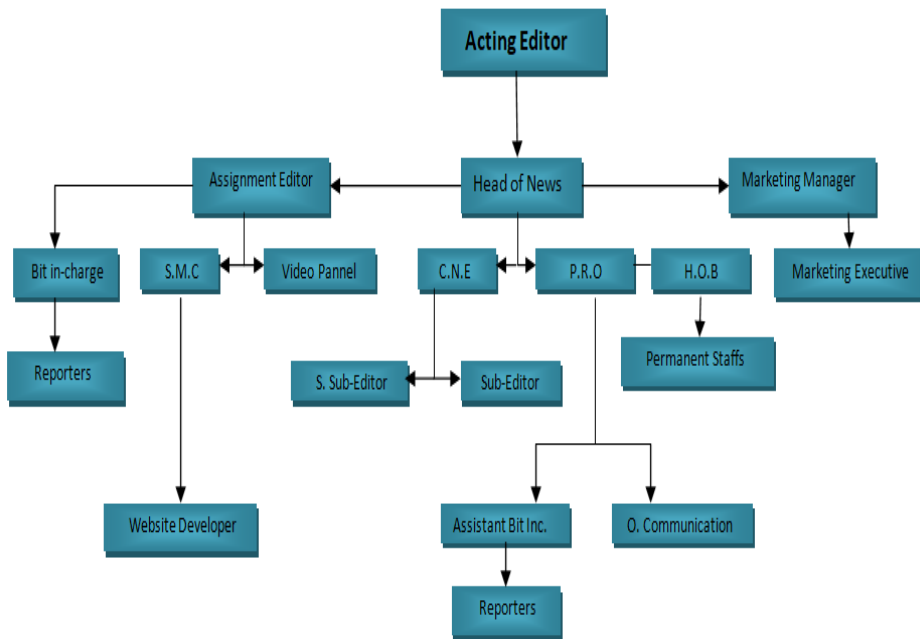 Acting Editor
Assignment Editor
Head of News
Marketing Manager
Bit in-charge
S.M.C
Video Pannel
C.N.E
P.R.O
H.O.B
Marketing Executive
Reporters
S. Sub-Editor
Sub-Editor
Permanent Staffs
Website Developer
Assistant Bit Inc.
O. Communication
Reporters